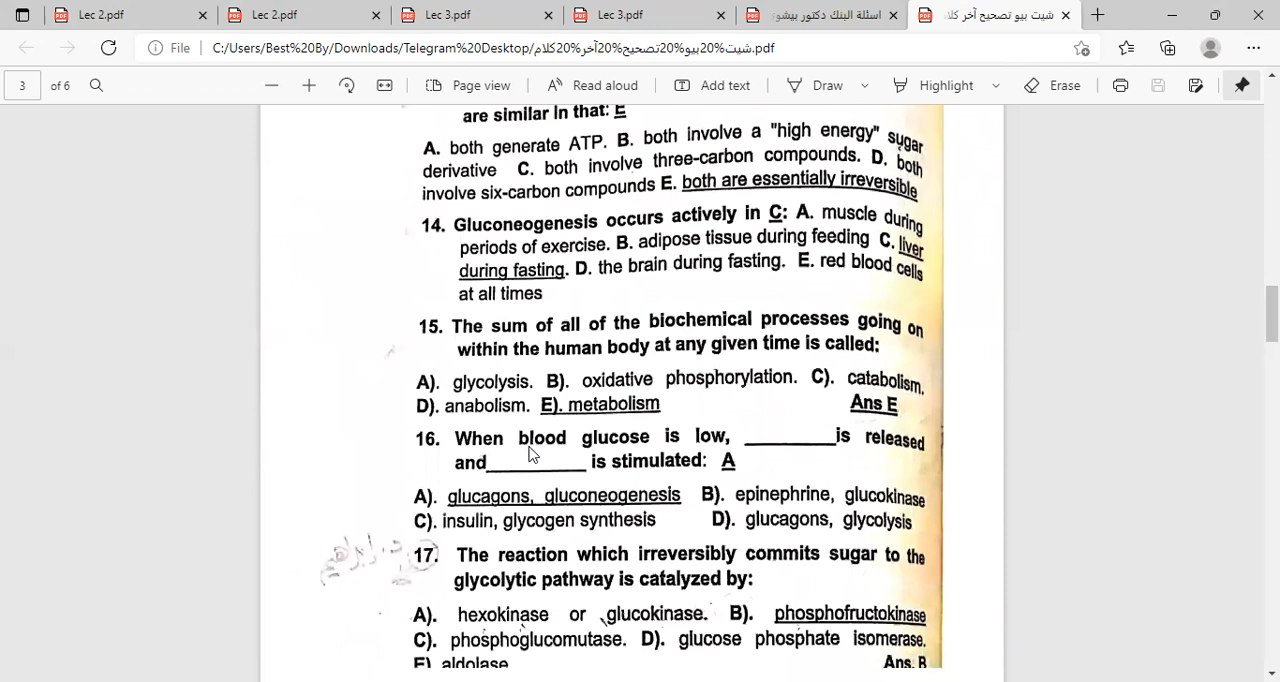 Lec 2.pdf
Lec 2.pdf
Lec 3.pdf
Lec 3.pdf
اسئلة البنك دكتور بيشوي
شيت بيو تصحيح آخر كلا
File
C:/Users/Best%20By/Downloads/Telegram%20Desktop/شيت%20بيو%20تصحيح%20آخر%20كلام.pdf
3 of 6
Page view
Read aloud
Add text
Draw
Highlight
Erase
are similar in that: E
A. both generate ATP. B. both involve a "high energy" sugar
derivative C. both involve three-carbon compounds. D. both
involve six-carbon compounds E. both are essentially irreversible
14. Gluconeogenesis occurs actively in C: A. muscle during
periods of exercise. B. adipose tissue during feeding C. liver
during fasting. D. the brain during fasting. E. red blood cells
at all times
15. The sum of all of the biochemical processes going on
within the human body at any given time is called:
A). glycolysis. B). oxidative phosphorylation. C). catabolism.
D). anabolism. E). metabolism Ans E
16. When blood glucose is low, __________is released
and___________ is stimulated: A
A). glucagons, gluconeogenesis B). epinephrine, glucokinase
C). insulin, glycogen synthesis D). glucagons, glycolysis
17. The reaction which irreversibly commits sugar to the
glycolytic pathway is catalyzed by:
A). hexokinase or glucokinase. B). phosphofructokinase
C). phosphoglucomutase. D). glucose phosphate isomerase.
E) aldolase Ans. B